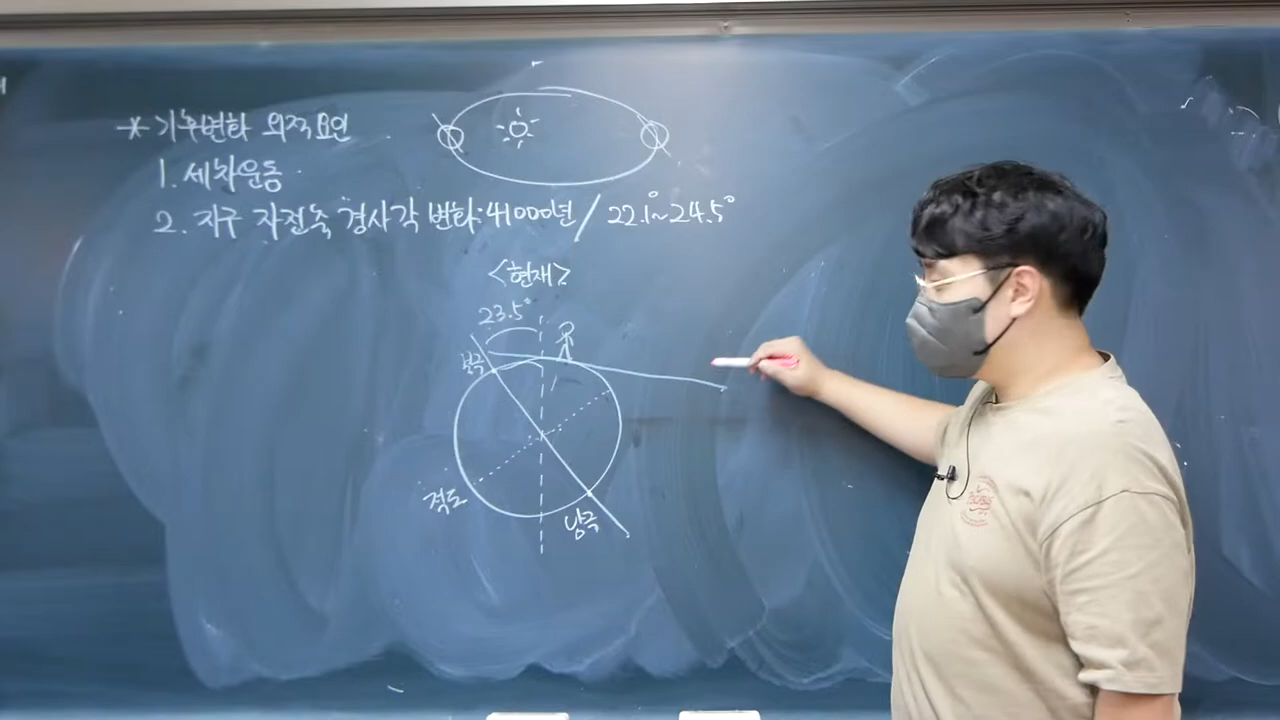 * 기후변화 외적요인
1. 세차운동
2. 지구 자전축 경사각 변화: 41000년 / 22.1°~24.5°
<현재>
23.5°
북극
적도
남극